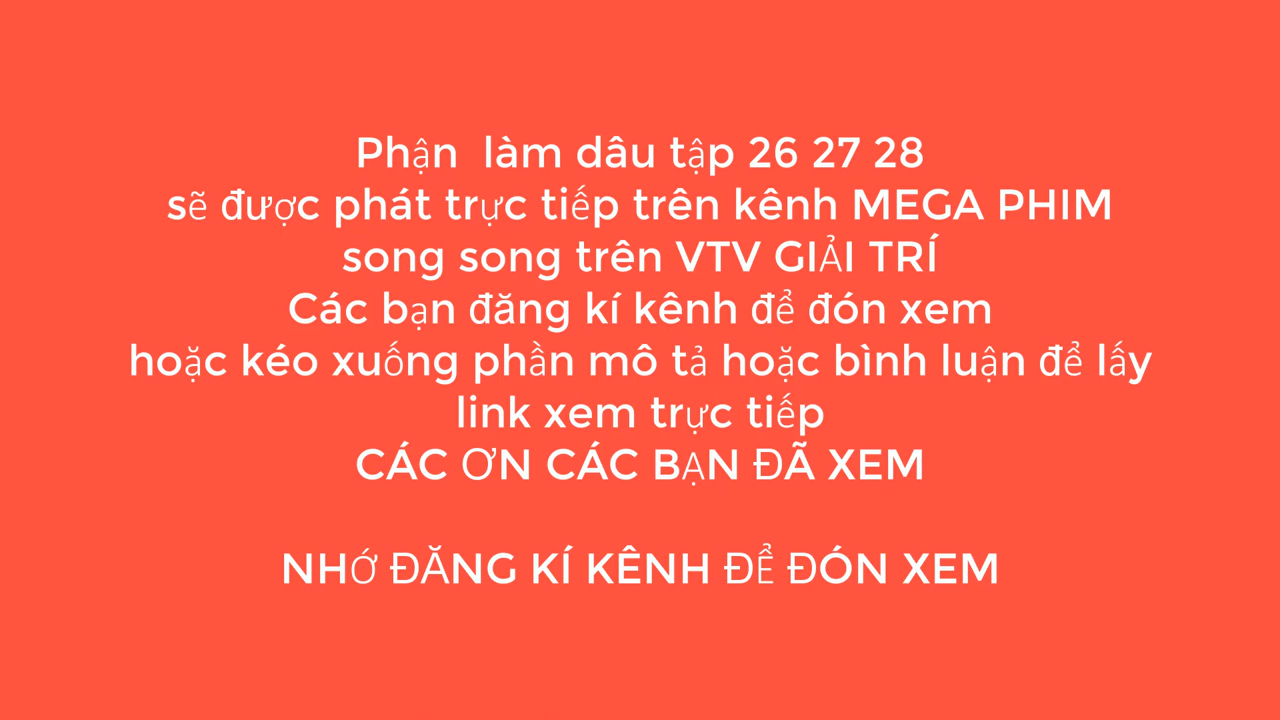 Phận làm dâu tập 26 27 28
sẽ được phát trực tiếp trên kênh MEGA PHIM
song song trên VTV GIẢI TRÍ
Các bạn đăng kí kênh để đón xem
hoặc kéo xuống phần mô tả hoặc bình luận để lấy
link xem trực tiếp
CÁC ƠN CÁC BẠN ĐÃ XEM
NHỚ ĐĂNG KÍ KÊNH ĐỂ ĐÓN XEM